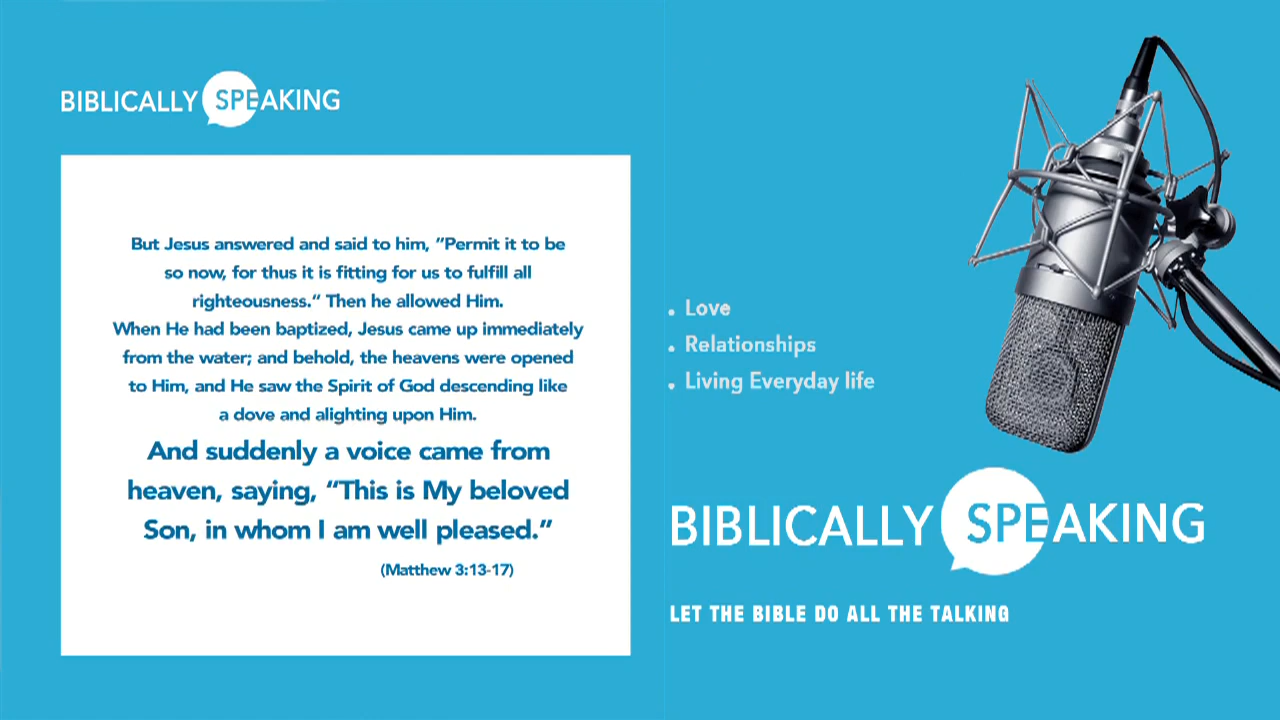 BIBLICALLY SPEAKING
But Jesus answered and said to him, “Permit it to be
so now, for thus it is fitting for us to fulfill all
righteousness.“ Then he allowed Him.
When He had been baptized, Jesus came up immediately
from the water; and behold, the heavens were opened
to Him, and He saw the Spirit of God descending like
a dove and alighting upon Him.
And suddenly a voice came from
heaven, saying, “This is My beloved
Son, in whom I am well pleased.”
(Matthew 3:13-17)
. Love
. Relationships
. Living Everyday life
BIBLICALLY SPEAKING
LET THE BIBLE DO ALL THE TALKING